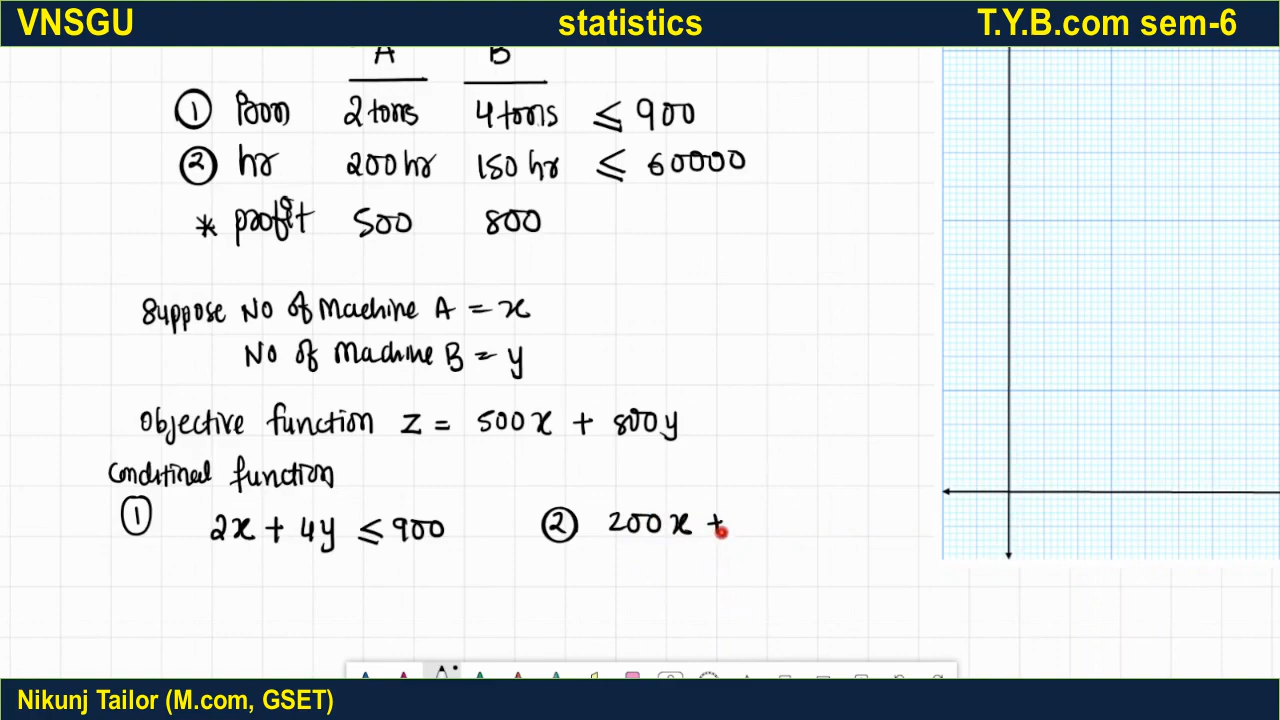 VNSGU statistics T.Y.B.com sem-6
A B
① 2 tons 4 tons ≤ 900
② hr 200 hr 150 hr ≤ 60000
* profit 500 800
Suppose No of Machine A = x
No of Machine B = y
Objective function Z = 500x + 800y
function
① 2x + 4y ≤ 900 ② 200x +
Nikunj Tailor (M.com, GSET)